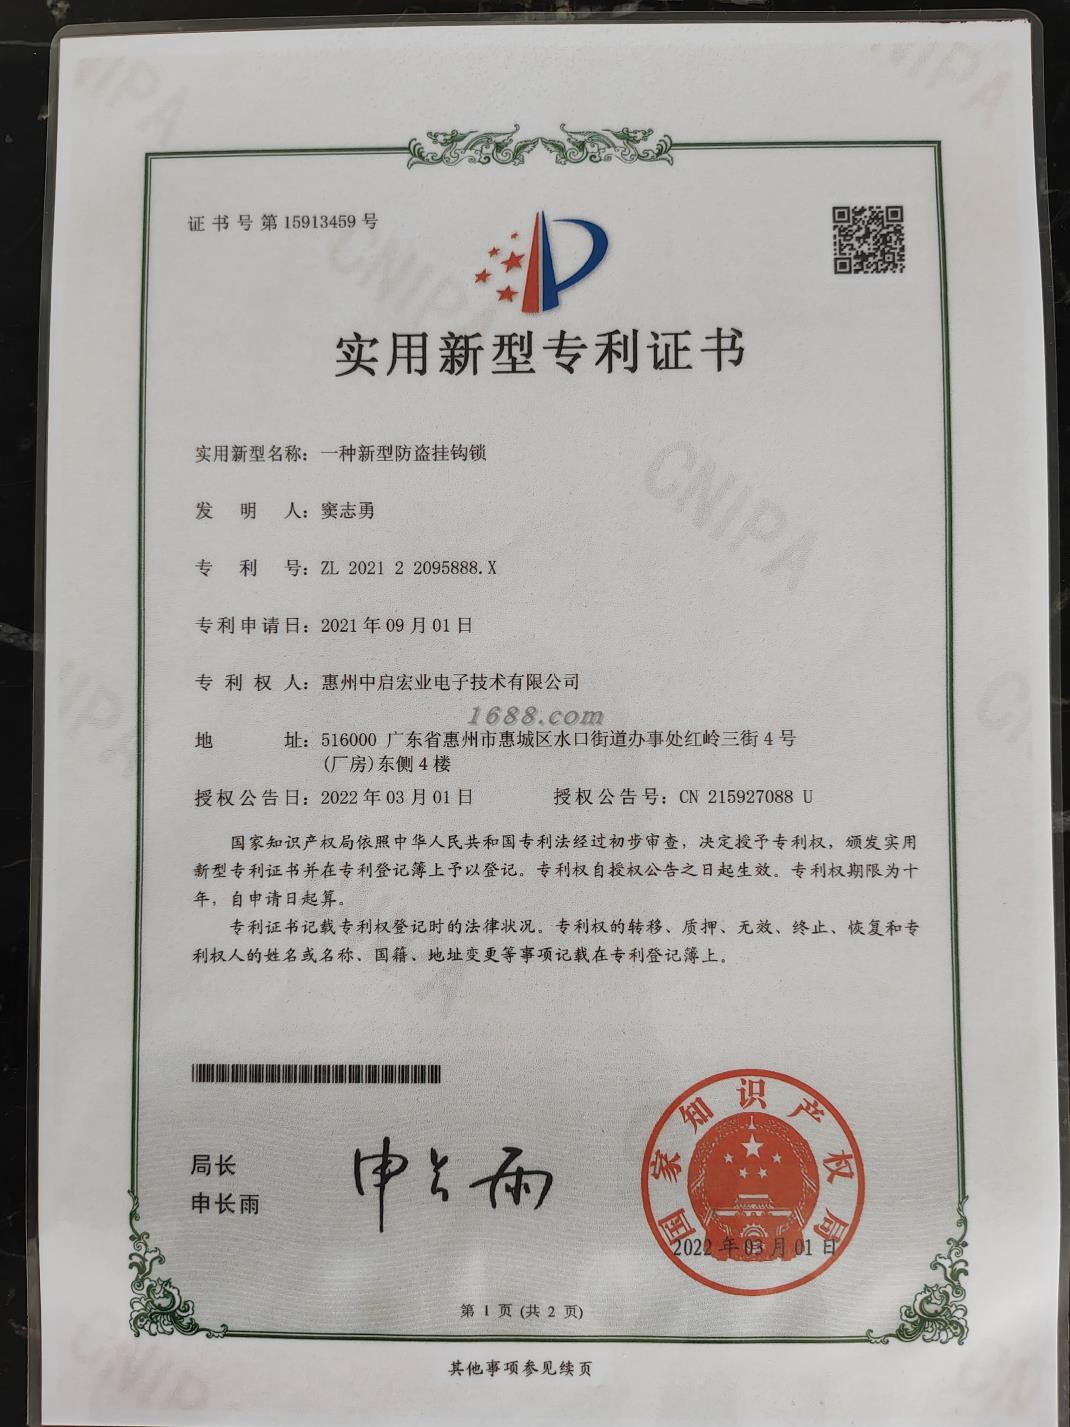 证书号第15913459号
实用新型专利证书
实用新型名称：一种新型防盗挂钩锁
发明人：窦志勇
专利号：ZL 2021 2 2095888.X
专利申请日：2021年09月01日
专利权人：惠州中启宏业电子技术有限公司
1688.com
地址：516000 广东省惠州市惠城区水口街道办事处红岭三街4号
(厂房)东侧4楼
授权公告日：2022年03月01日 授权公告号：CN 215927088 U
国家知识产权局依照中华人民共和国专利法经过初步审查，决定授予专利权，颁发实用
新型专利证书并在专利登记簿上予以登记。专利权自授权公告之日起生效。专利权期限为十
年，自申请日起算。
专利证书记载专利权登记时的法律状况。专利权的转移、质押、无效、终止、恢复和专
利权人的姓名或名称、国籍、地址变更等事项记载在专利登记簿上。
局长
申长雨
申长雨
国家知识产权局
2022年03月01日
第1页(共2页)
其他事项参见续页
CNIPA
CNIPA
CNIPA